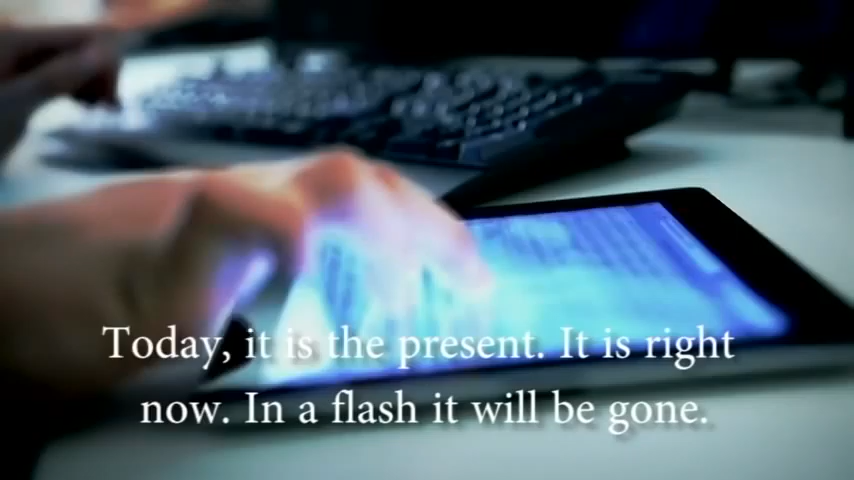 Today, it is the present. It is right
now. In a flash it will be gone.